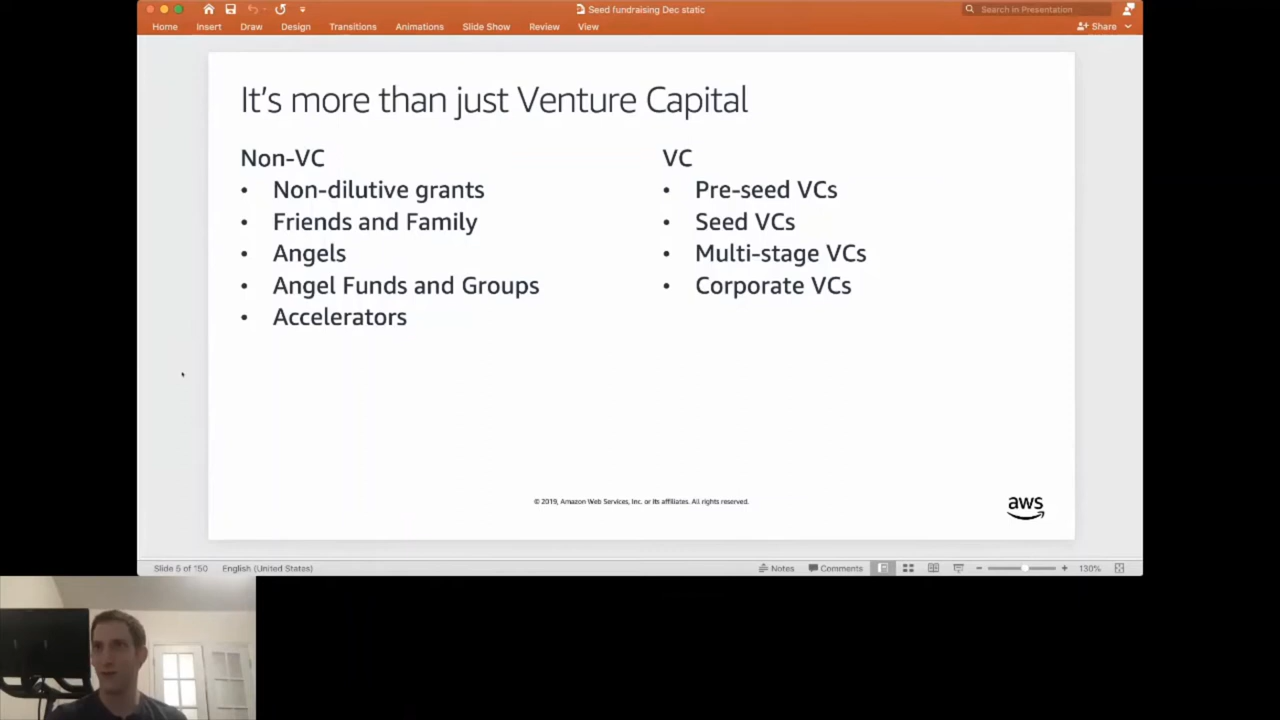 Seed fundraising Dec static
Search in Presentation
Home Insert Draw Design Transitions Animations Slide Show Review View
Share
It's more than just Venture Capital
Non-VC
• Non-dilutive grants
• Friends and Family
• Angels
• Angel Funds and Groups
• Accelerators
VC
• Pre-seed VCs
• Seed VCs
• Multi-stage VCs
• Corporate VCs
© 2019, Amazon Web Services, Inc. or its affiliates. All rights reserved.
aws
Slide 5 of 150 English (United States) Notes Comments 130%